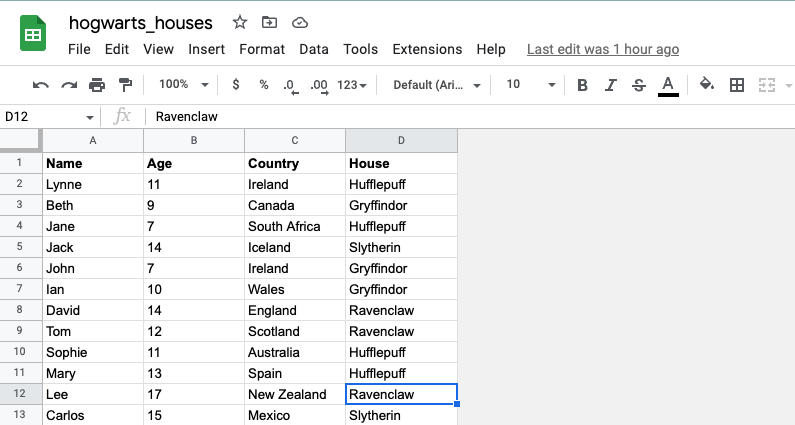 hogwarts_houses
File Edit View Insert Format Data Tools Extensions Help Last edit was 1 hour ago
100% $ % .0 .00 123 Default (Ari... 10 B I S A
D12 fx Ravenclaw
A B C D
1 Name Age Country House
2 Lynne 11 Ireland Hufflepuff
3 Beth 9 Canada Gryffindor
4 Jane 7 South Africa Hufflepuff
5 Jack 14 Iceland Slytherin
6 John 7 Ireland Gryffindor
7 Ian 10 Wales Gryffindor
8 David 14 England Ravenclaw
9 Tom 12 Scotland Ravenclaw
10 Sophie 11 Australia Hufflepuff
11 Mary 13 Spain Hufflepuff
12 Lee 17 New Zealand Ravenclaw
13 Carlos 15 Mexico Slytherin